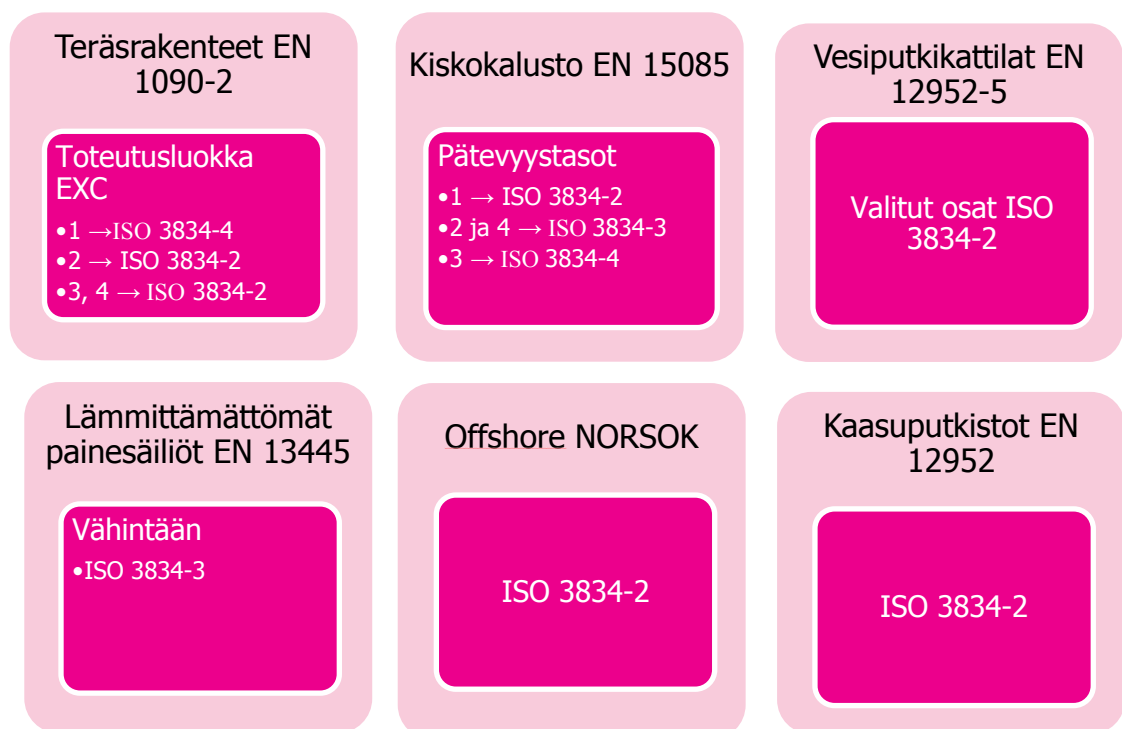 Teräsrakenteet EN
1090-2
Toteutusluokka
EXC
•1 →ISO 3834-4
•2 → ISO 3834-2
•3, 4 → ISO 3834-2
Kiskokalusto EN 15085
Pätevyystasot
•1 → ISO 3834-2
•2 ja 4 → ISO 3834-3
•3 → ISO 3834-4
Vesiputkikattilat EN
12952-5
Valitut osat ISO
3834-2
Lämmittämättömät
painesäiliöt EN 13445
Vähintään
•ISO 3834-3
Offshore NORSOK
ISO 3834-2
Kaasuputkistot EN
12952
ISO 3834-2